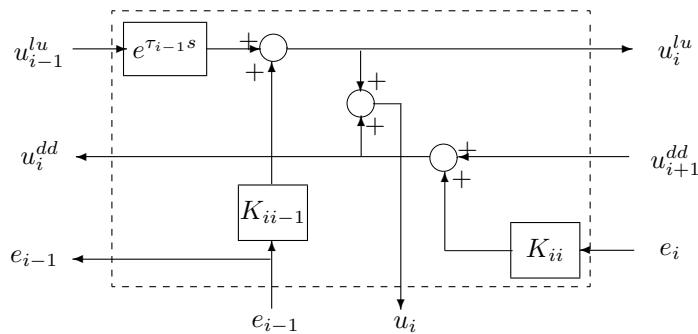 u_{i-1}^{lu} e^{τ_{i-1}s} + + u_i^{lu}
+
+
u_i^{dd} + + u_{i+1}^{dd}
K_{ii-1}
e_{i-1} K_{ii} e_i
e_{i-1} u_i